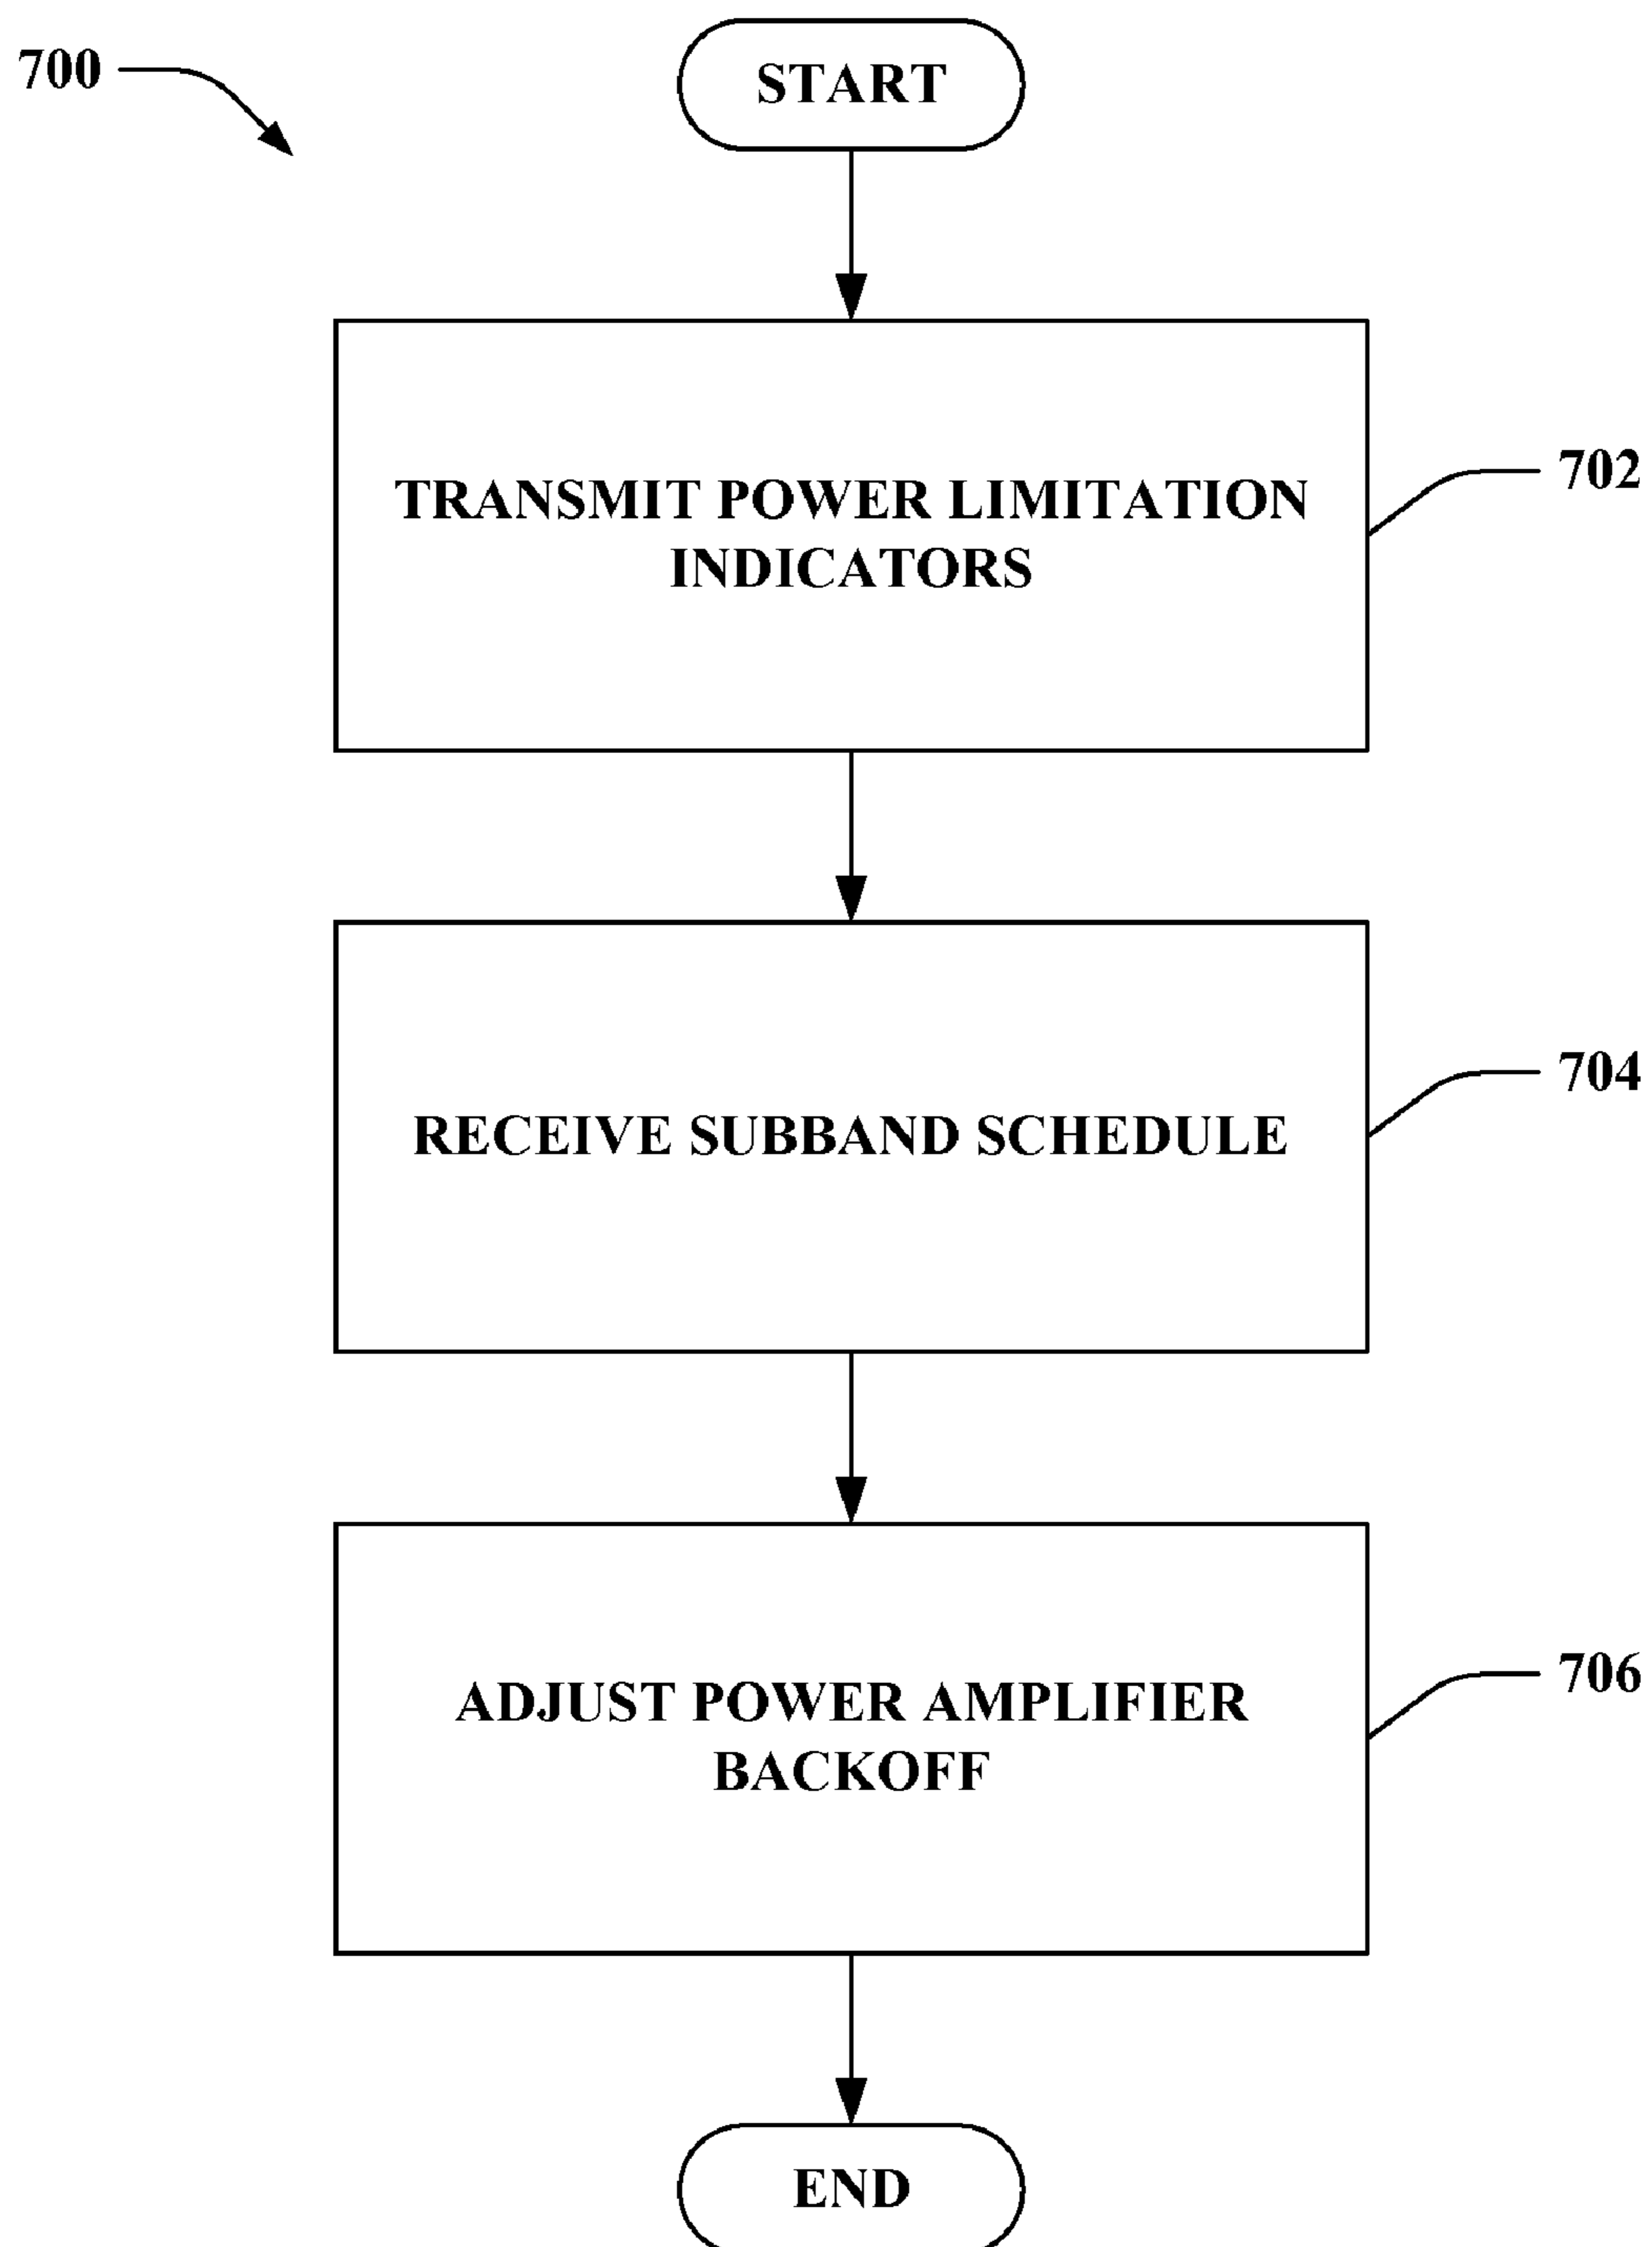 700
START
TRANSMIT POWER LIMITATION
INDICATORS
702
RECEIVE SUBBAND SCHEDULE
704
ADJUST POWER AMPLIFIER
BACKOFF
706
END